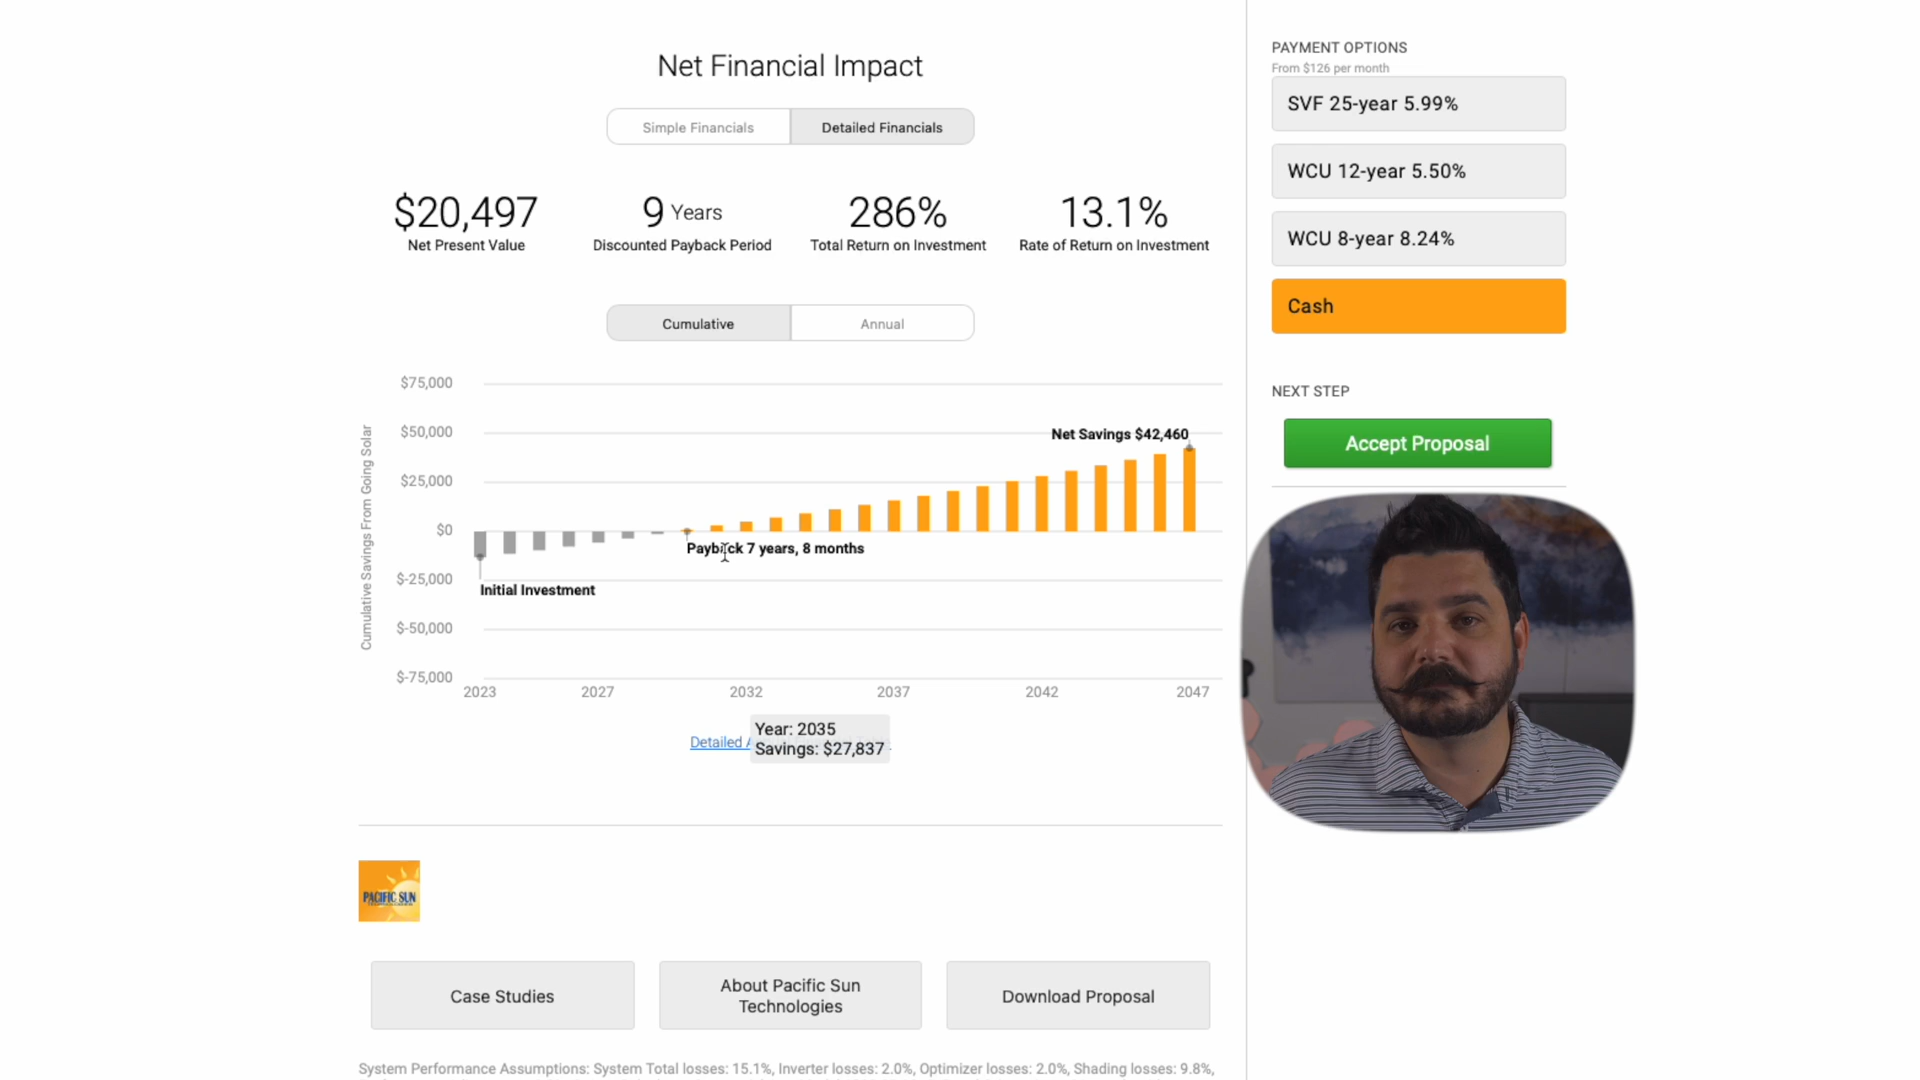 Net Financial Impact
Simple Financials
Detailed Financials
$20,497
Net Present Value
9 Years
Discounted Payback Period
286%
Total Return on Investment
13.1%
Rate of Return on Investment
Cumulative
Annual
Cumulative Savings From Going Solar
$75,000
$50,000
$25,000
$0
$-25,000
$-50,000
$-75,000
Net Savings $42,460
Payback 7 years, 8 months
Initial Investment
2023
2027
2032
2037
2042
2047
Detailed
Year: 2035
Savings: $27,837
PACIFIC SUN
Case Studies
About Pacific Sun
Technologies
Download Proposal
System Performance Assumptions: System Total losses: 15.1%, Inverter losses: 2.0%, Optimizer losses: 2.0%, Shading losses: 9.8%,
PAYMENT OPTIONS
From $126 per month
SVF 25-year 5.99%
WCU 12-year 5.50%
WCU 8-year 8.24%
Cash
NEXT STEP
Accept Proposal